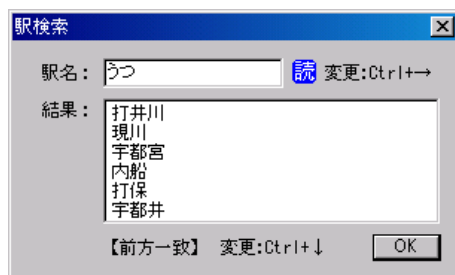 駅検索
駅名： うつ 読 変更:Ctrl+→
結果： 打井川
現川
宇都宮
内船
打保
宇都井
【前方一致】 変更:Ctrl+↓ OK